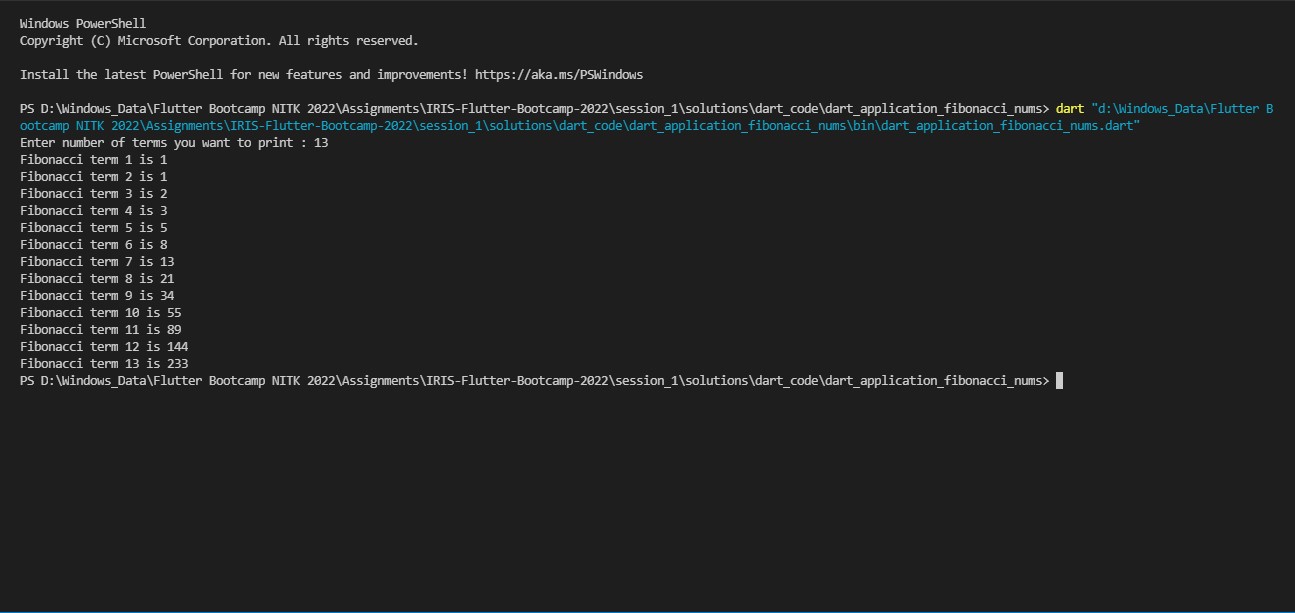 Windows PowerShell
Copyright (C) Microsoft Corporation. All rights reserved.
Install the latest PowerShell for new features and improvements! https://aka.ms/PSWindows
PS D:\Windows_Data\Flutter Bootcamp NITK 2022\Assignments\IRIS-Flutter-Bootcamp-2022\session_1\solutions\dart_code\dart_application_fibonacci_nums> dart "d:\Windows_Data\Flutter B
ootcamp NITK 2022\Assignments\IRIS-Flutter-Bootcamp-2022\session_1\solutions\dart_code\dart_application_fibonacci_nums\bin\dart_application_fibonacci_nums.dart"
Enter number of terms you want to print : 13
Fibonacci term 1 is 1
Fibonacci term 2 is 1
Fibonacci term 3 is 2
Fibonacci term 4 is 3
Fibonacci term 5 is 5
Fibonacci term 6 is 8
Fibonacci term 7 is 13
Fibonacci term 8 is 21
Fibonacci term 9 is 34
Fibonacci term 10 is 55
Fibonacci term 11 is 89
Fibonacci term 12 is 144
Fibonacci term 13 is 233
PS D:\Windows_Data\Flutter Bootcamp NITK 2022\Assignments\IRIS-Flutter-Bootcamp-2022\session_1\solutions\dart_code\dart_application_fibonacci_nums>